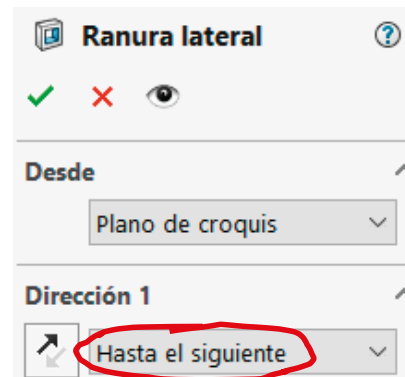 Ranura lateral
Desde
Plano de croquis
Dirección 1
Hasta el siguiente